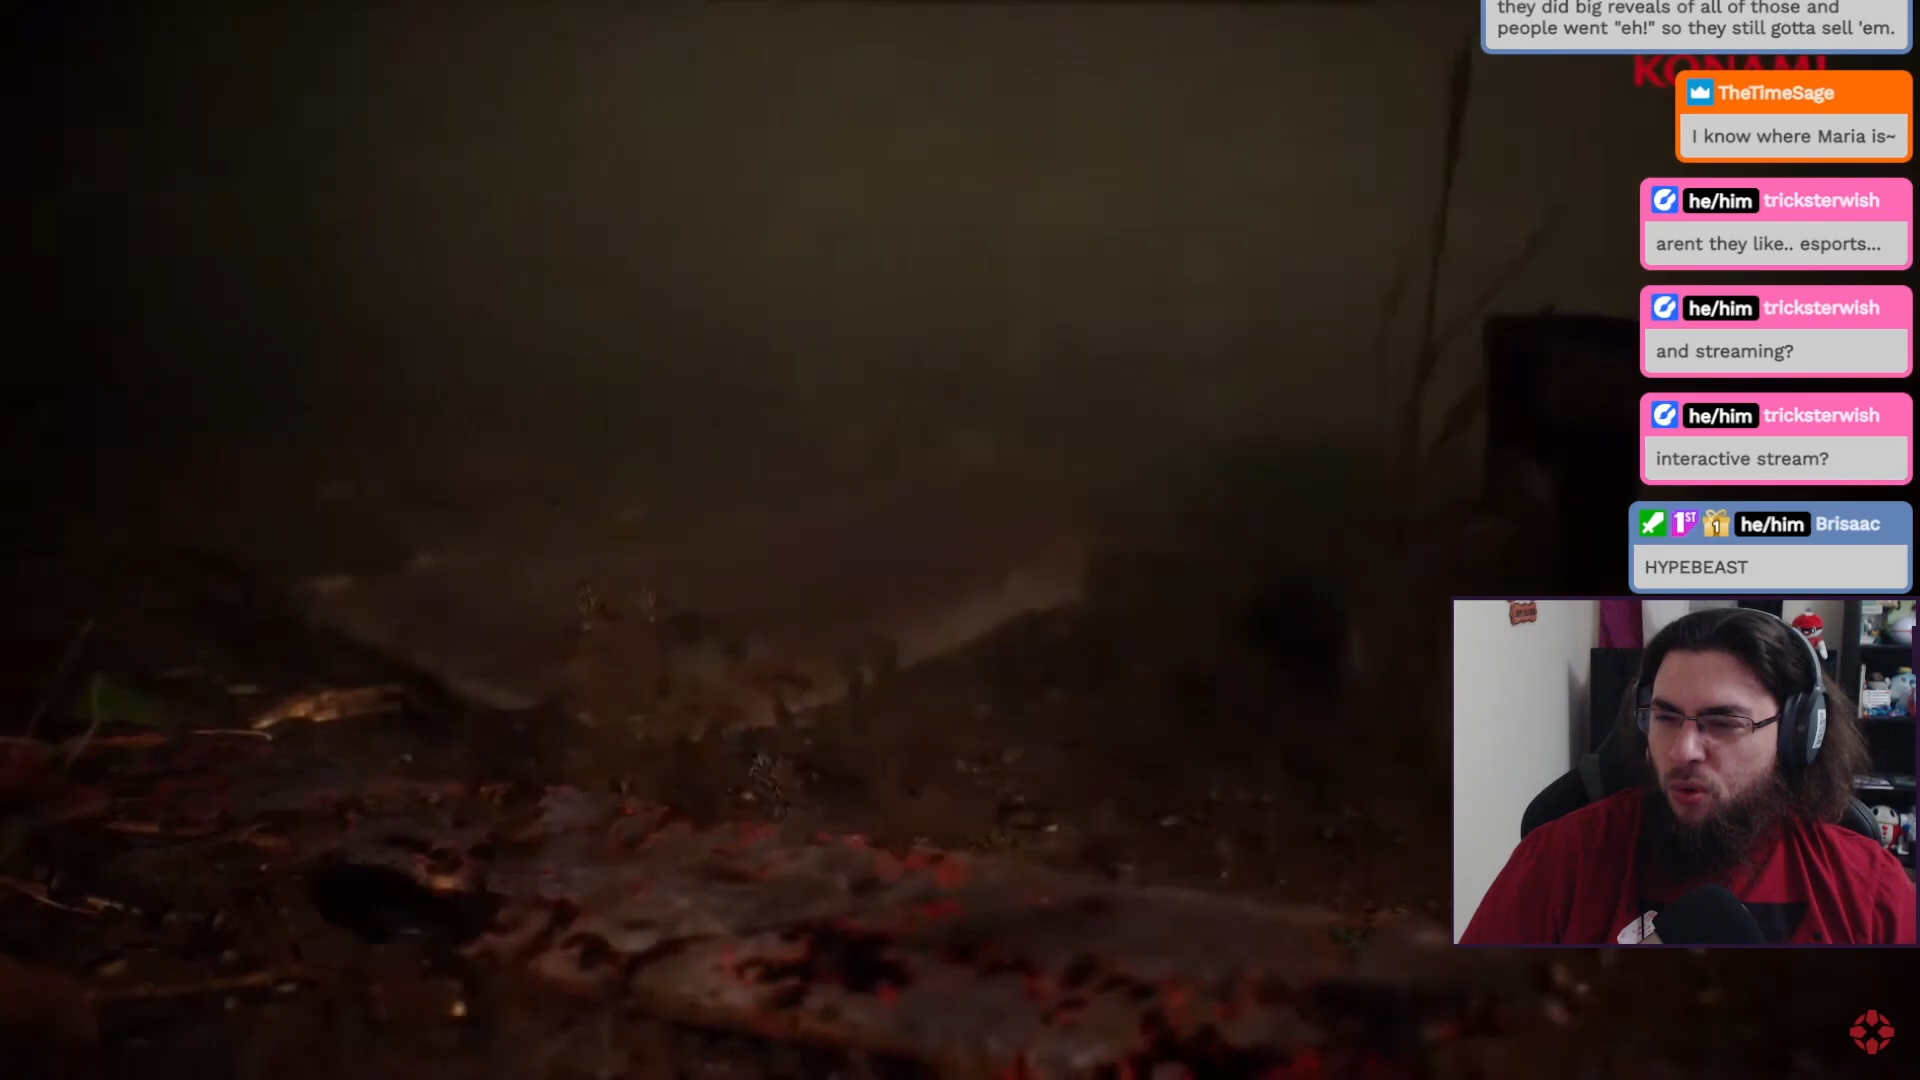 they did big reveals of all of those and
people went "eh!" so they still gotta sell 'em.
KONAMI
TheTimeSage
I know where Maria is~
he/him tricksterwish
arent they like.. esports...
he/him tricksterwish
and streaming?
he/him tricksterwish
interactive stream?
1ST 1 he/him Brisaac
HYPEBEAST